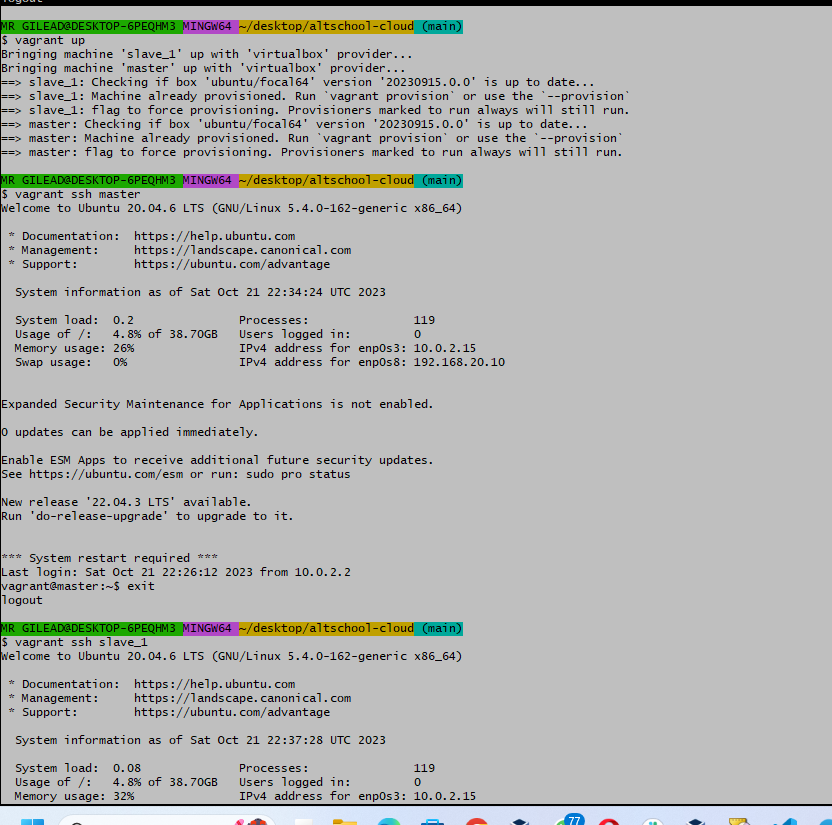 logout
MR GILEAD@DESKTOP-6PEQHM3 MINGW64 ~/desktop/altschool-cloud (main)
$ vagrant up
Bringing machine 'slave_1' up with 'virtualbox' provider...
Bringing machine 'master' up with 'virtualbox' provider...
==> slave_1: Checking if box 'ubuntu/focal64' version '20230915.0.0' is up to date...
==> slave_1: Machine already provisioned. Run `vagrant provision` or use the `--provision`
==> slave_1: flag to force provisioning. Provisioners marked to run always will still run.
==> master: Checking if box 'ubuntu/focal64' version '20230915.0.0' is up to date...
==> master: Machine already provisioned. Run `vagrant provision` or use the `--provision`
==> master: flag to force provisioning. Provisioners marked to run always will still run.
MR GILEAD@DESKTOP-6PEQHM3 MINGW64 ~/desktop/altschool-cloud (main)
$ vagrant ssh master
Welcome to Ubuntu 20.04.6 LTS (GNU/Linux 5.4.0-162-generic x86_64)
* Documentation: https://help.ubuntu.com
* Management: https://landscape.canonical.com
* Support: https://ubuntu.com/advantage
System information as of Sat Oct 21 22:34:24 UTC 2023
System load: 0.2 Processes: 119
Usage of /: 4.8% of 38.70GB Users logged in: 0
Memory usage: 26% IPv4 address for enp0s3: 10.0.2.15
Swap usage: 0% IPv4 address for enp0s8: 192.168.20.10
Expanded Security Maintenance for Applications is not enabled.
0 updates can be applied immediately.
Enable ESM Apps to receive additional future security updates.
See https://ubuntu.com/esm or run: sudo pro status
New release '22.04.3 LTS' available.
Run 'do-release-upgrade' to upgrade to it.
*** System restart required ***
Last login: Sat Oct 21 22:26:12 2023 from 10.0.2.2
vagrant@master:~$ exit
logout
MR GILEAD@DESKTOP-6PEQHM3 MINGW64 ~/desktop/altschool-cloud (main)
$ vagrant ssh slave_1
Welcome to Ubuntu 20.04.6 LTS (GNU/Linux 5.4.0-162-generic x86_64)
* Documentation: https://help.ubuntu.com
* Management: https://landscape.canonical.com
* Support: https://ubuntu.com/advantage
System information as of Sat Oct 21 22:37:28 UTC 2023
System load: 0.08 Processes: 119
Usage of /: 4.8% of 38.70GB Users logged in: 0
Memory usage: 32% IPv4 address for enp0s3: 10.0.2.15
77